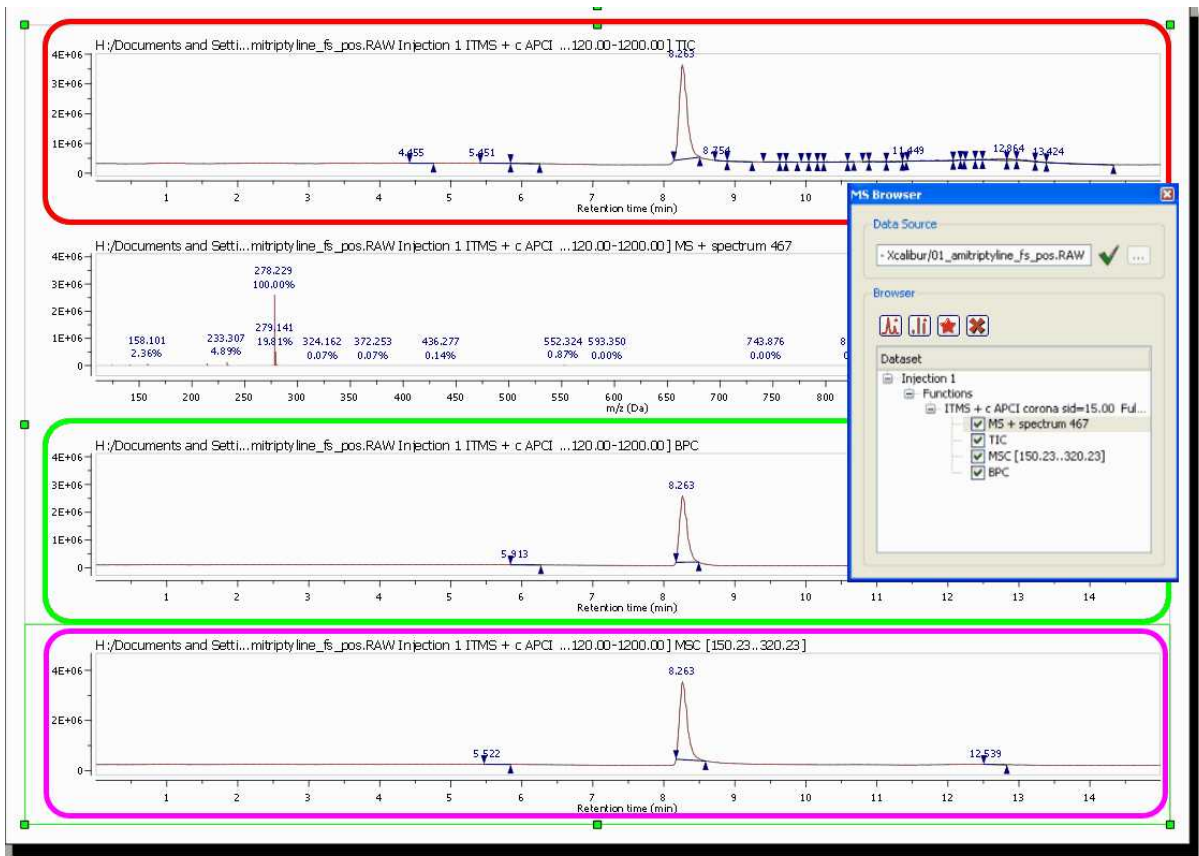 H:/Documents and Setti...mitriptyline_fs_pos.RAW Injection 1 ITMS + c APCI ...120.00-1200.00] TIC
4E+06
3E+06
2E+06
1E+06
0
4.455
5.451
8.263
8.754
11.449
12.864
13.424
1 2 3 4 5 6 7 8 9 10
Retention time (min)
H:/Documents and Setti...mitriptyline_fs_pos.RAW Injection 1 ITMS + c APCI ...120.00-1200.00] MS + spectrum 467
4E+06
3E+06
2E+06
1E+06
0
158.101
2.36%
233.307
4.89%
278.229
100.00%
279.141
19.81%
324.162
0.07%
372.253
0.07%
436.277
0.14%
552.324
0.87%
593.350
0.00%
743.876
0.00%
8
0
150 200 250 300 350 400 450 500 550 600 650 700 750 800
m/z (Da)
H:/Documents and Setti...mitriptyline_fs_pos.RAW Injection 1 ITMS + c APCI ...120.00-1200.00] BPC
4E+06
3E+06
2E+06
1E+06
0
5.913
8.263
1 2 3 4 5 6 7 8 9 10 11 12 13 14
Retention time (min)
H:/Documents and Setti...mitriptyline_fs_pos.RAW Injection 1 ITMS + c APCI ...120.00-1200.00] MSC [150.23..320.23]
4E+06
2E+06
0
5.522
8.263
12.539
1 2 3 4 5 6 7 8 9 10 11 12 13 14
Retention time (min)
MS Browser
Data Source
- Xcalibur/01_amitriptyline_fs_pos.RAW
...
Browser
Dataset
Injection 1
Functions
ITMS + c APCI corona sid=15.00 Ful...
MS + spectrum 467
TIC
MSC [150.23..320.23]
BPC